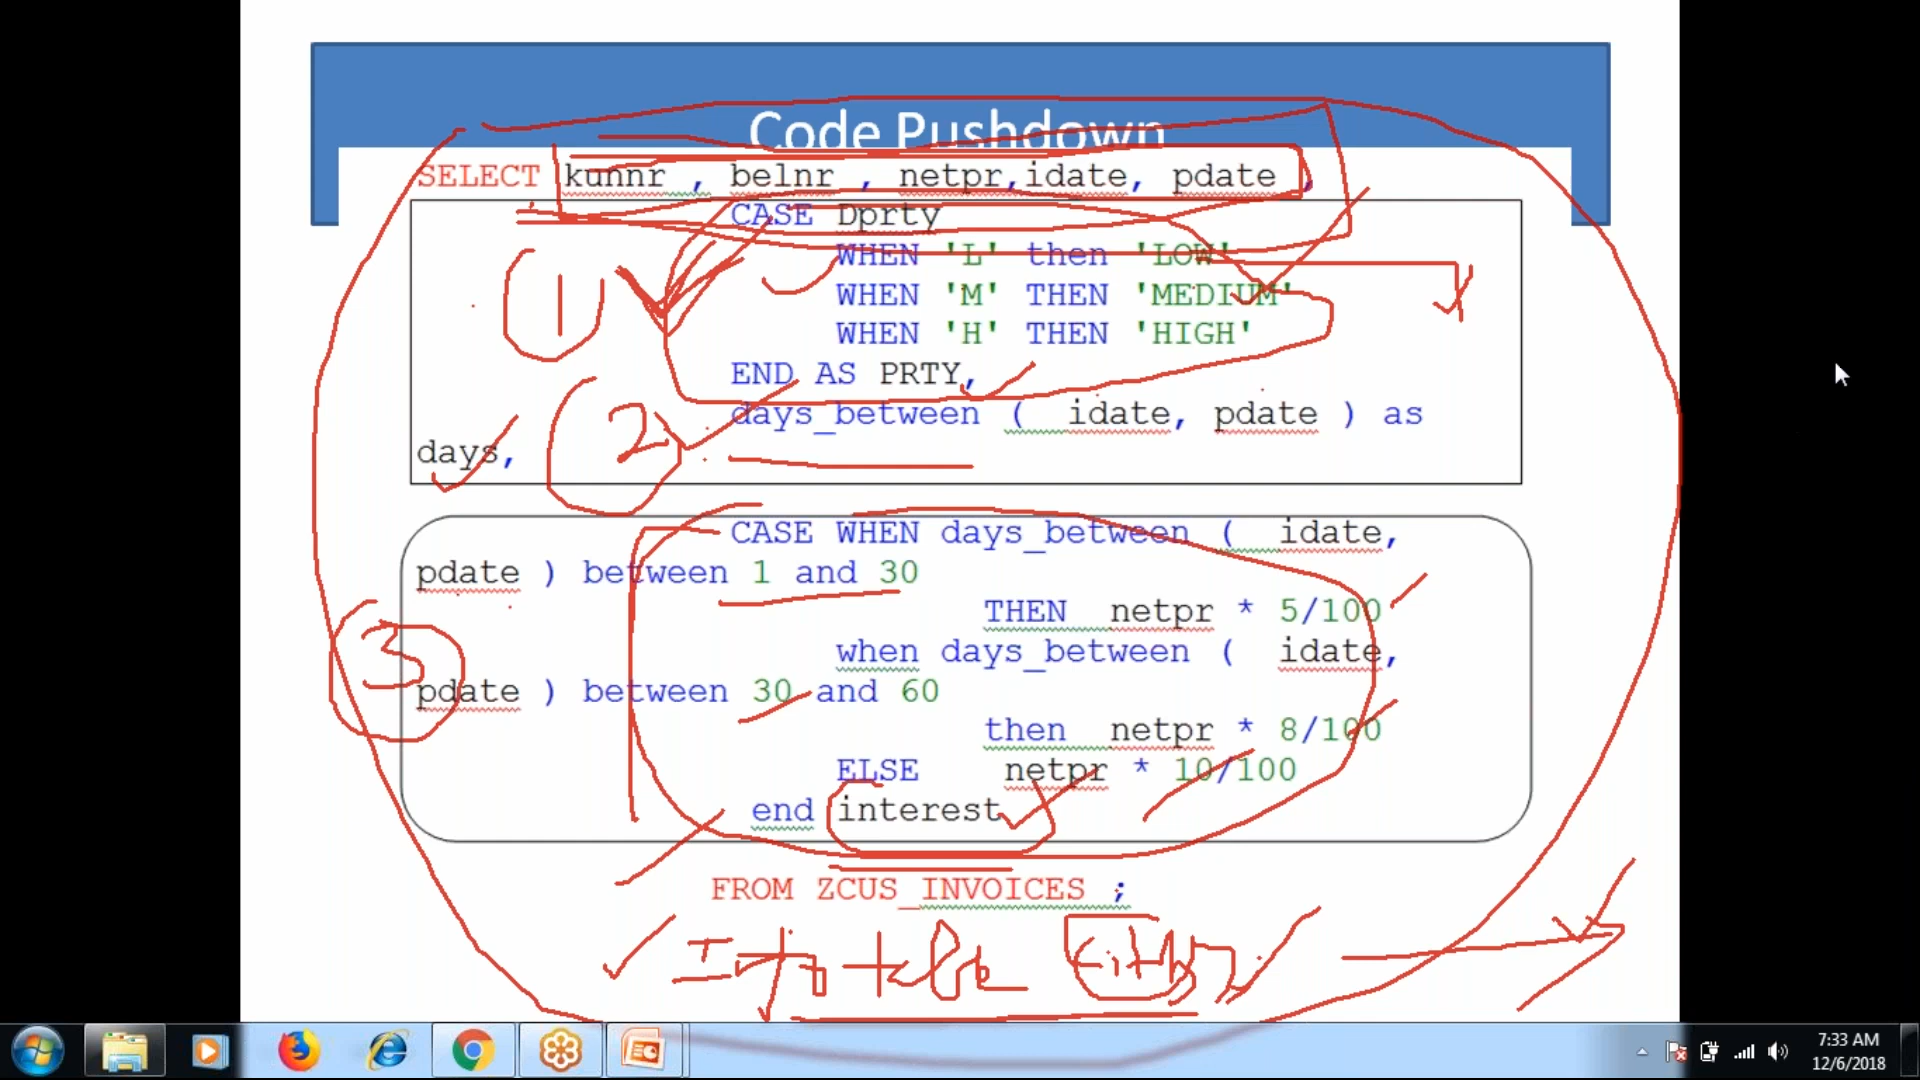 Code Pushdown
SELECT kunnr , belnr , netpr,idate, pdate ,
CASE Dprty
WHEN 'L' then 'LOW'
WHEN 'M' THEN 'MEDIUM'
WHEN 'H' THEN 'HIGH'
END AS PRTY,
days_between ( idate, pdate ) as
days,
CASE WHEN days_between ( idate,
pdate ) between 1 and 30
THEN netpr * 5/100
when days_between ( idate,
pdate ) between 30 and 60
then netpr * 8/100
ELSE netpr * 10/100
end interest
FROM ZCUS_INVOICES ;
1
2
3
7:33 AM
12/6/2018